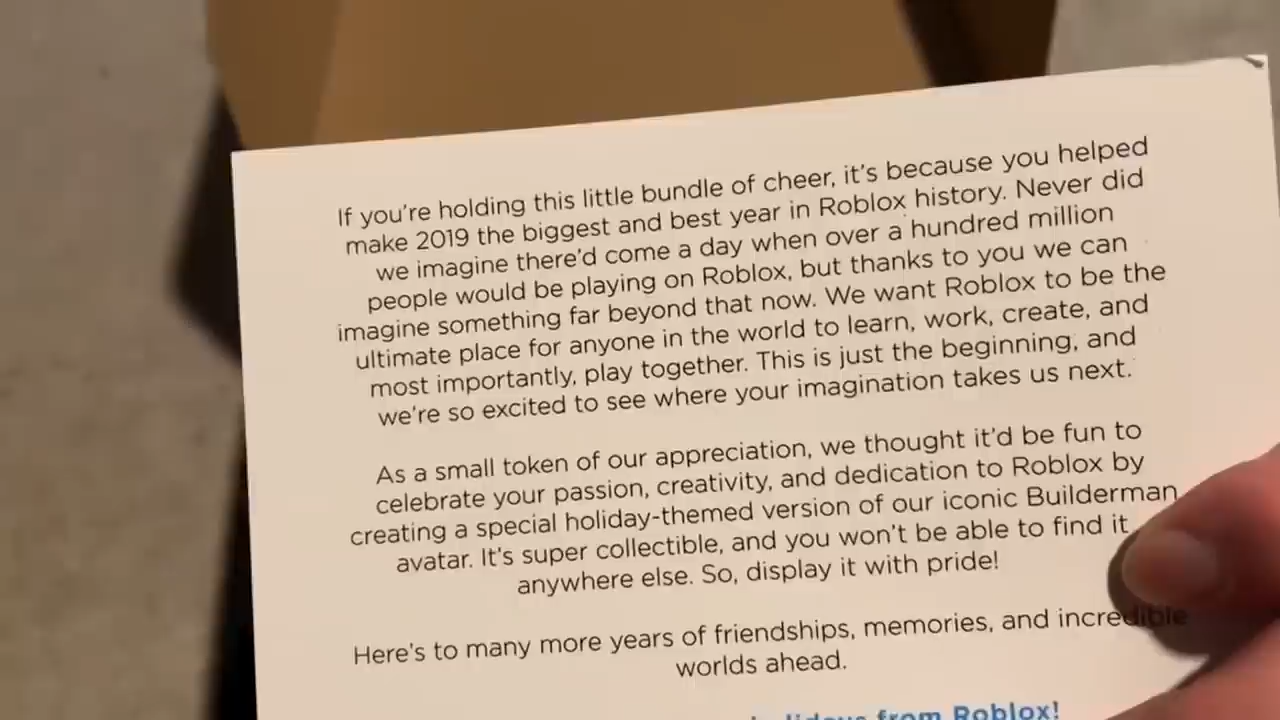 If you're holding this little bundle of cheer, it's because you helped
make 2019 the biggest and best year in Roblox history. Never did
we imagine there'd come a day when over a hundred million
people would be playing on Roblox, but thanks to you we can
imagine something far beyond that now. We want Roblox to be the
ultimate place for anyone in the world to learn, work, create, and
most importantly, play together. This is just the beginning, and
we're so excited to see where your imagination takes us next.
As a small token of our appreciation, we thought it'd be fun to
celebrate your passion, creativity, and dedication to Roblox by
creating a special holiday-themed version of our iconic Builderman
avatar. It's super collectible, and you won't be able to find it
anywhere else. So, display it with pride!
Here's to many more years of friendships, memories, and incredible
worlds ahead.
from Roblox!